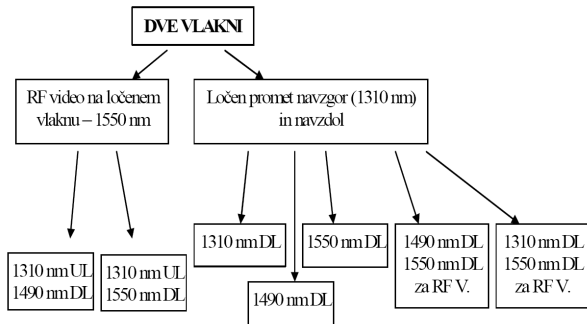 DVE VLAKNI
RF video na ločenem
vlaknu – 1550 nm
Ločen promet navzgor (1310 nm)
in navzdol
1310 nm UL
1490 nm DL
1310 nm UL
1550 nm DL
1310 nm DL
1490 nm DL
1550 nm DL
1490 nm DL
1550 nm DL
za RF V.
1310 nm DL
1550 nm DL
za RF V.